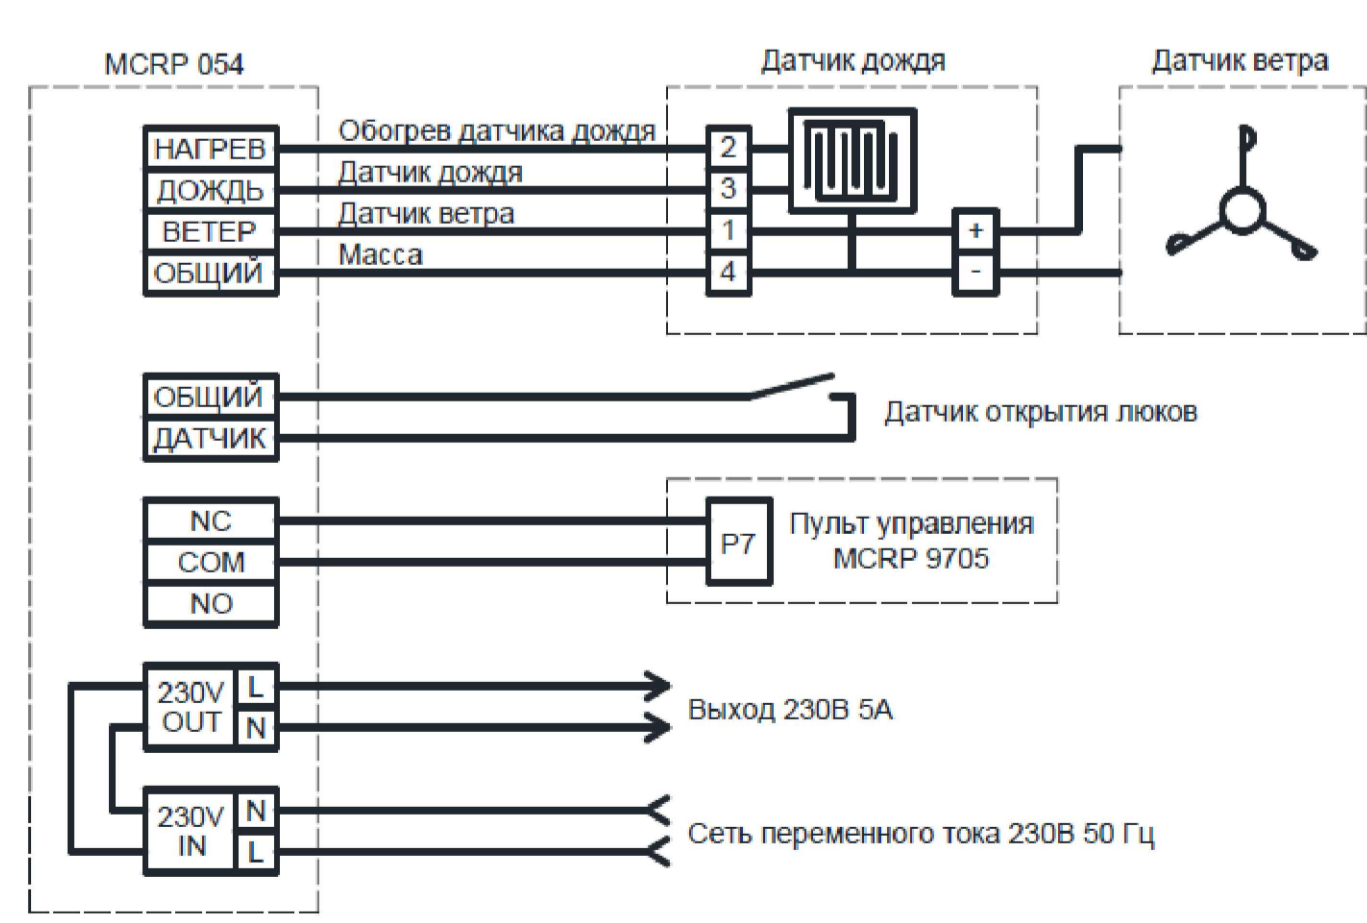 MCRP 054
Датчик дождя
Датчик ветра
НАГРЕВ
Обогрев датчика дождя
2
ДОЖДЬ
Датчик дождя
3
ВЕТЕР
Датчик ветра
1
+
ОБЩИЙ
Масса
4
-
ОБЩИЙ
ДАТЧИК
Датчик открытия люков
NC
COM
NO
P7
Пульт управления
MCRP 9705
230V
OUT
L
N
Выход 230В 5А
230V
IN
N
L
Сеть переменного тока 230В 50 Гц